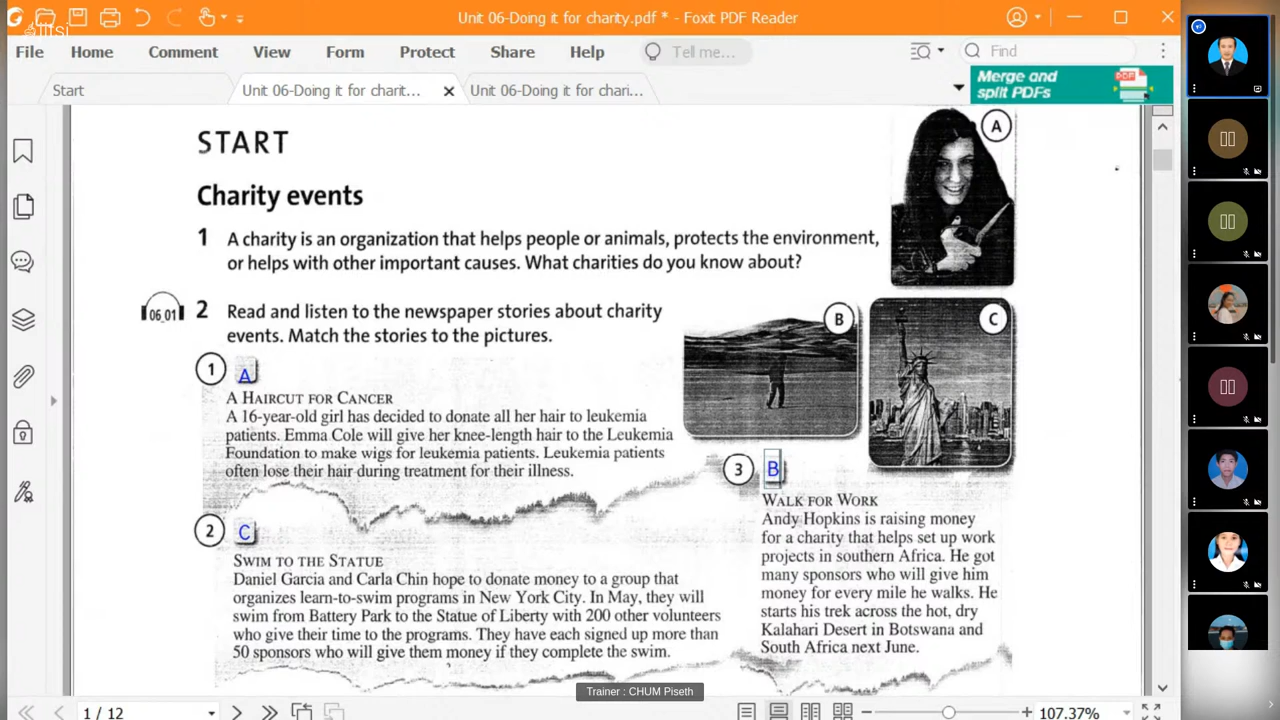 Unit 06-Doing it for charity.pdf * - Foxit PDF Reader
File Home Comment View Form Protect Share Help Tell me... Find
Start Unit 06-Doing it for charit... Unit 06-Doing it for chari...
Merge and
split PDFs
PDF
START
A
Charity events
1 A charity is an organization that helps people or animals, protects the environment,
or helps with other important causes. What charities do you know about?
06_01 2 Read and listen to the newspaper stories about charity
events. Match the stories to the pictures.
B
C
1 A
A HAIRCUT FOR CANCER
A 16-year-old girl has decided to donate all her hair to leukemia
patients. Emma Cole will give her knee-length hair to the Leukemia
Foundation to make wigs for leukemia patients. Leukemia patients
often lose their hair during treatment for their illness.
2 C
SWIM TO THE STATUE
Daniel Garcia and Carla Chin hope to donate money to a group that
organizes learn-to-swim programs in New York City. In May, they will
swim from Battery Park to the Statue of Liberty with 200 other volunteers
who give their time to the programs. They have each signed up more than
50 sponsors who will give them money if they complete the swim.
3 B
WALK FOR WORK
Andy Hopkins is raising money
for a charity that helps set up work
projects in southern Africa. He got
many sponsors who will give him
money for every mile he walks. He
starts his trek across the hot, dry
Kalahari Desert in Botswana and
South Africa next June.
Trainer : CHUM Piseth
1 / 12
107.37%